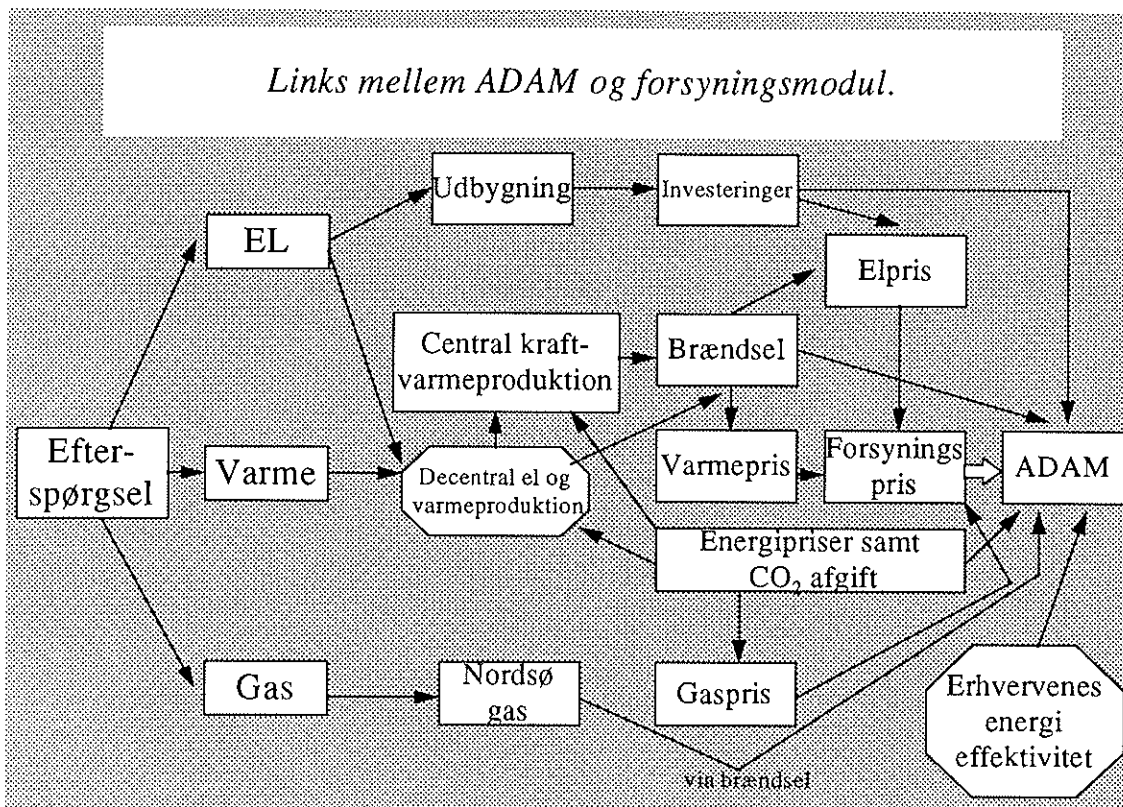 Links mellem ADAM og forsyningsmodul.
Udbygning
Investeringer
EL
Elpris
Central kraft-
varmeproduktion
Brændsel
Efter-
spørgsel
Varme
Decentral el og
varmeproduktion
Varmepris
Forsynings
pris
ADAM
Energipriser samt
CO₂ afgift
Gas
Nordsø
gas
Gaspris
Erhvervenes
energi
effektivitet
via brændsel